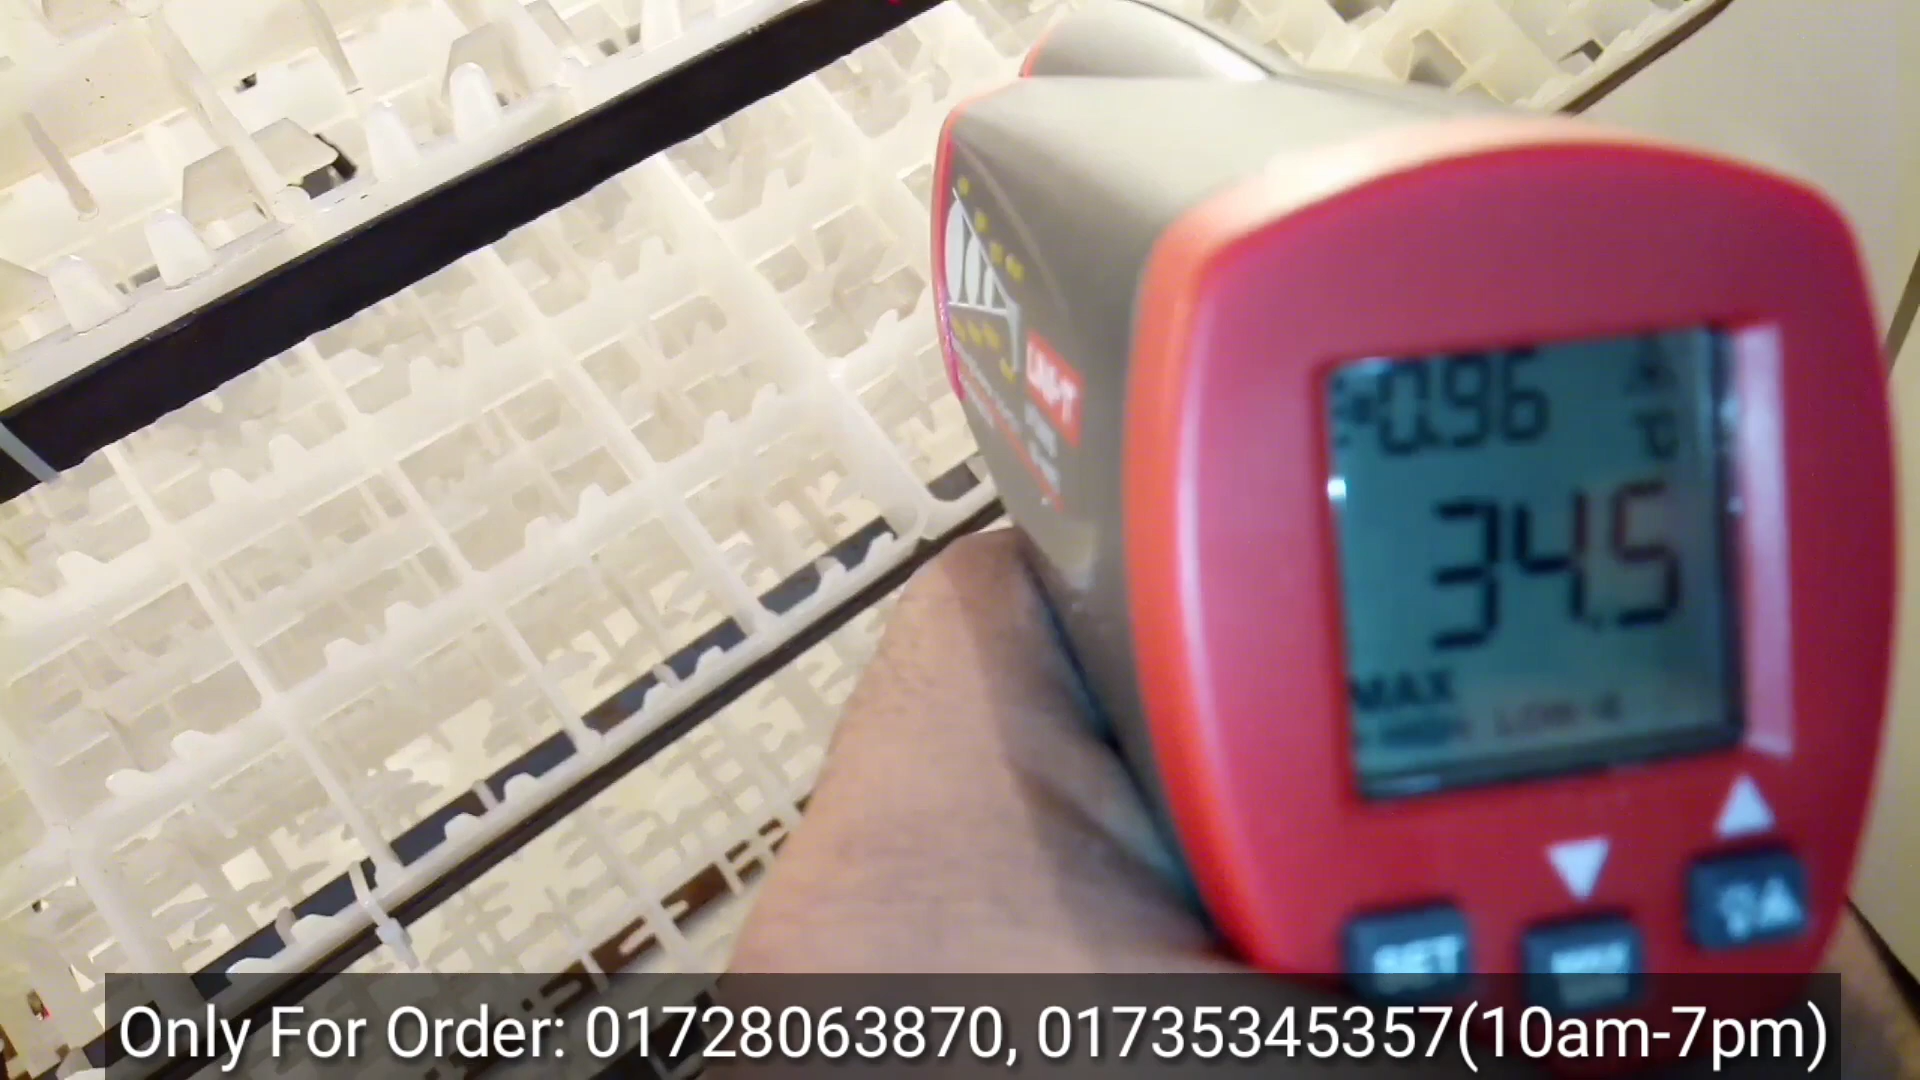 UNI-T
0.96
°C
34.5
MAX
SET
Only For Order: 01728063870, 01735345357(10am-7pm)